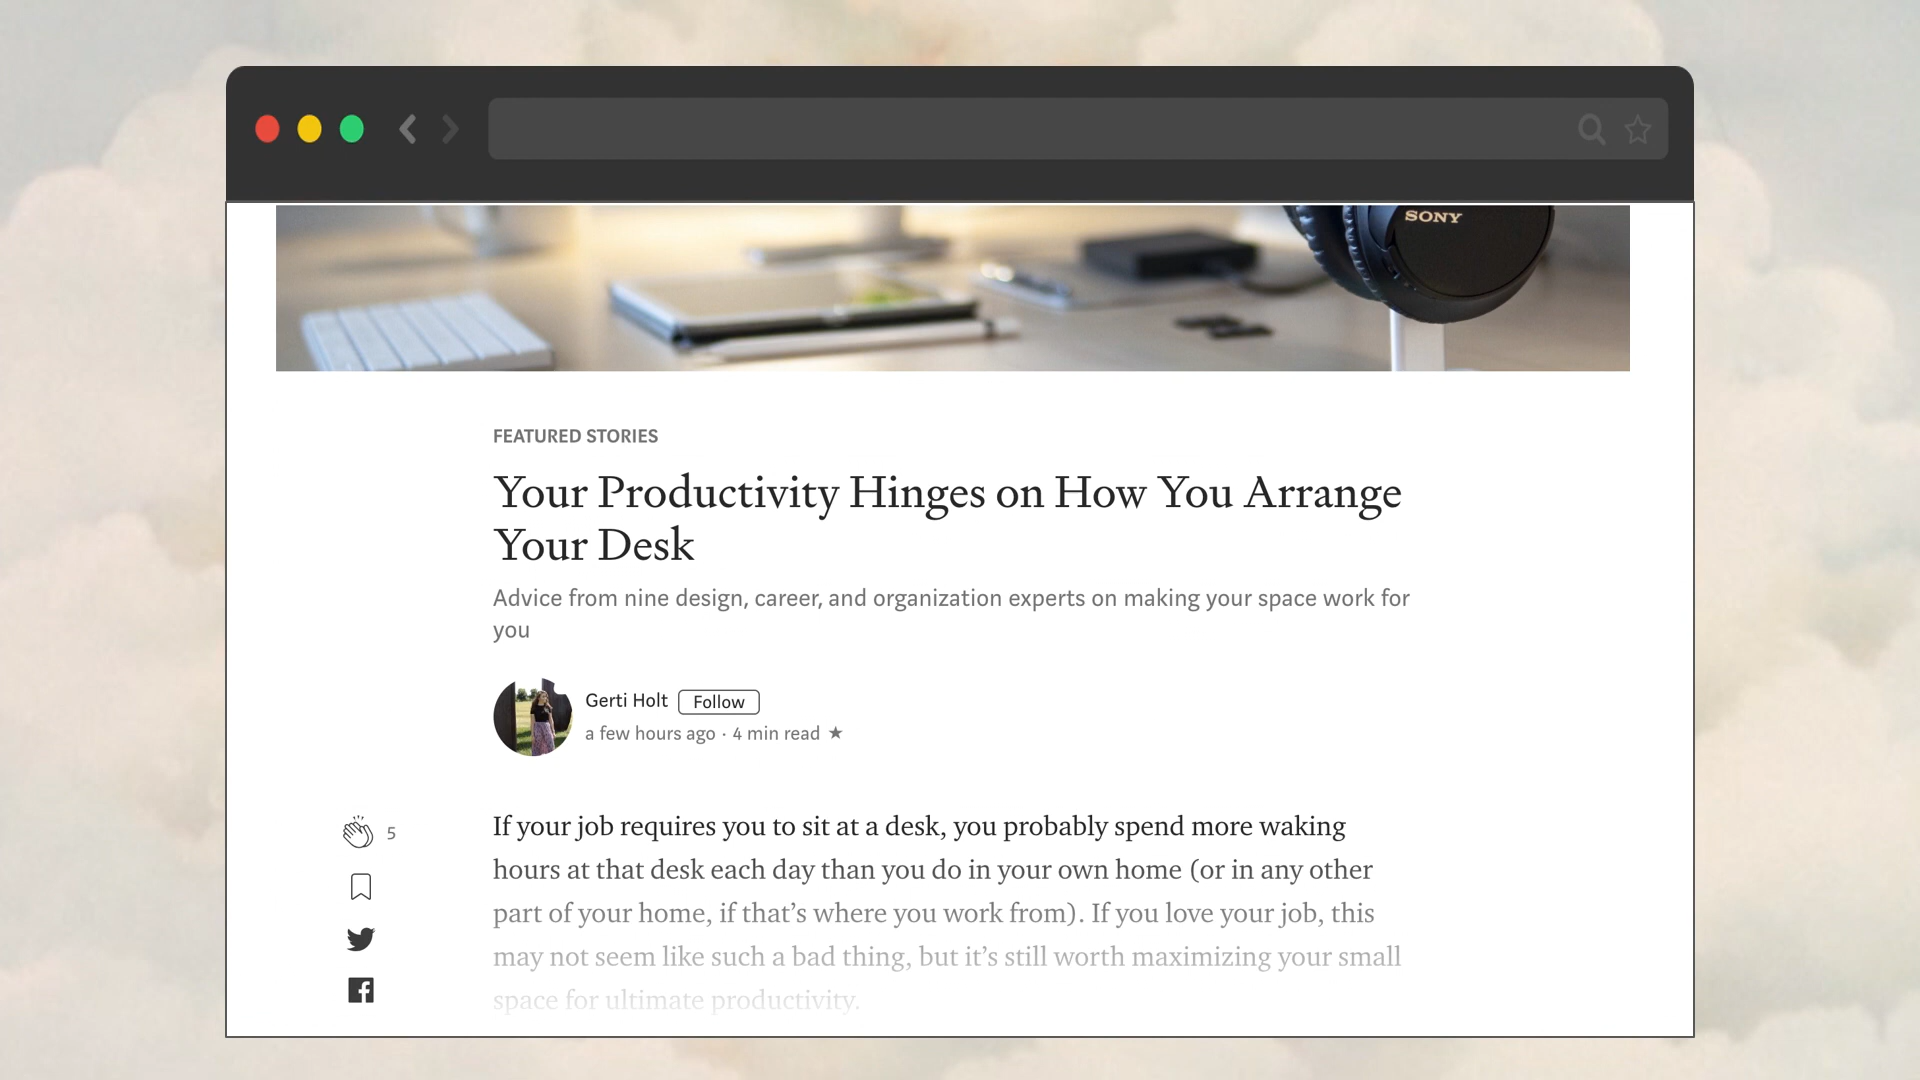 SONY
FEATURED STORIES
Your Productivity Hinges on How You Arrange
Your Desk
Advice from nine design, career, and organization experts on making your space work for
you
Gerti Holt Follow
a few hours ago · 4 min read ★
5
If your job requires you to sit at a desk, you probably spend more waking
hours at that desk each day than you do in your own home (or in any other
part of your home, if that’s where you work from). If you love your job, this
may not seem like such a bad thing, but it’s still worth maximizing your small
space for ultimate productivity.